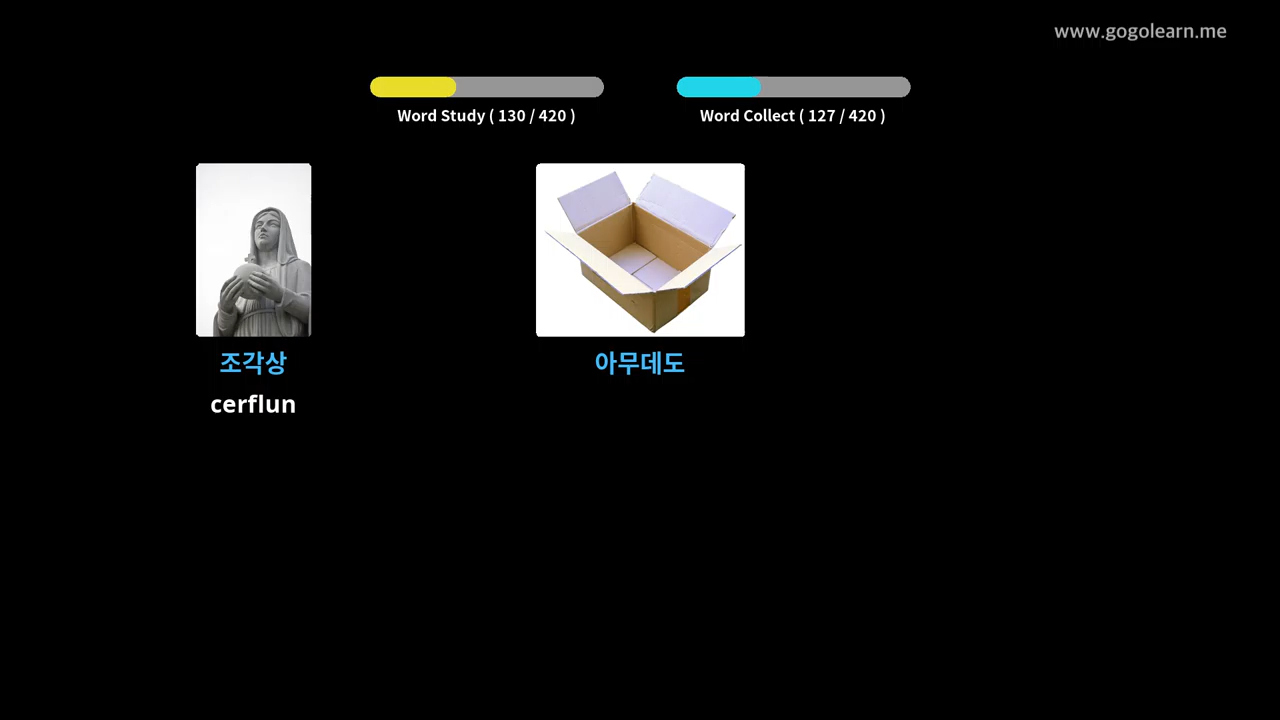 www.gogolearn.me
Word Study ( 130 / 420 )
Word Collect ( 127 / 420 )
조각상
아무데도
cerflun